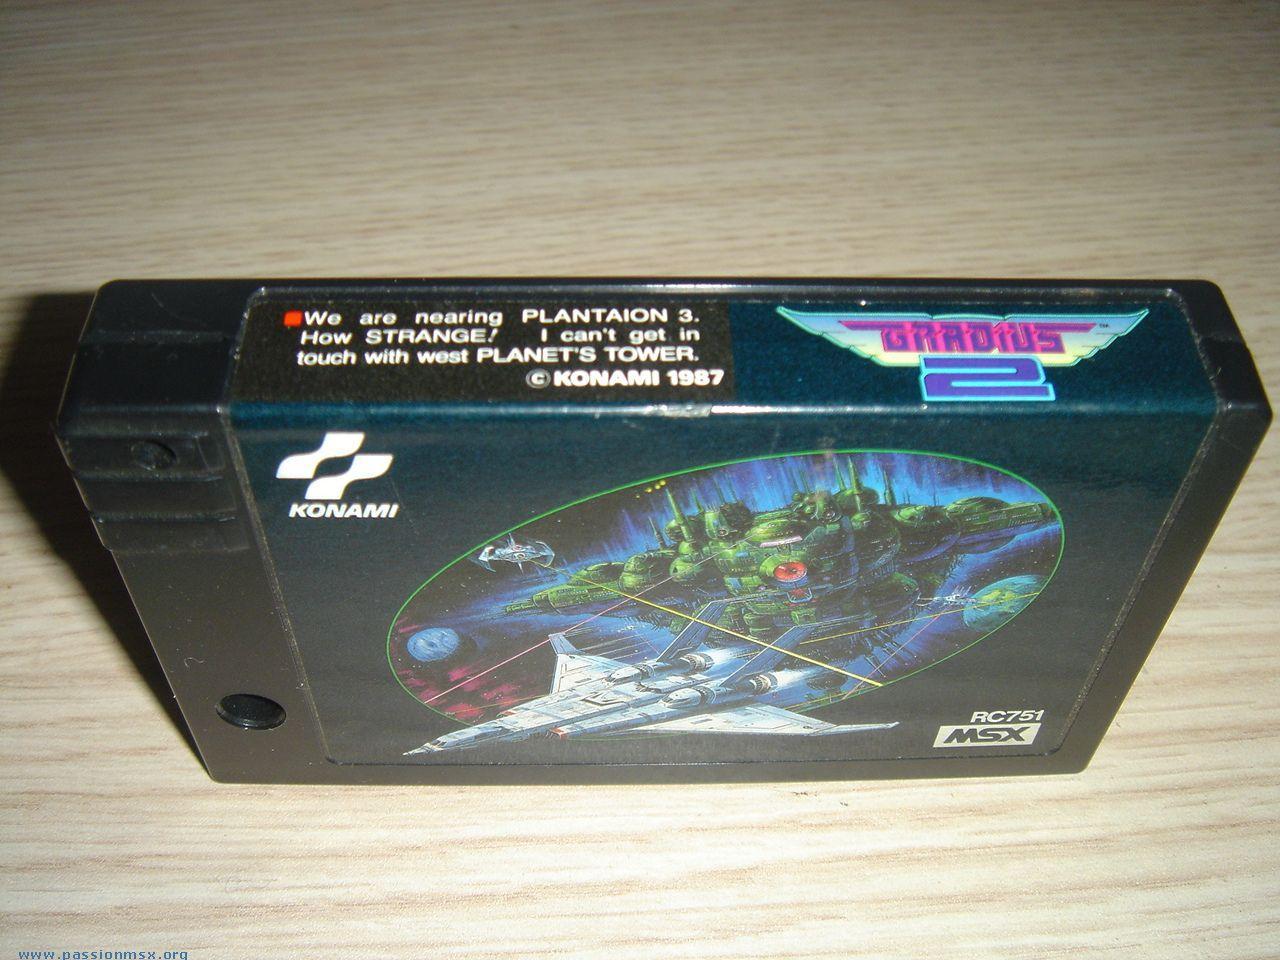 ■We are nearing PLANTAION 3.
How STRANGE! I can't get in
touch with west PLANET'S TOWER.
©KONAMI 1987
GRADIUS™
2
KONAMI
RC751
MSX
www.passionmsx.org